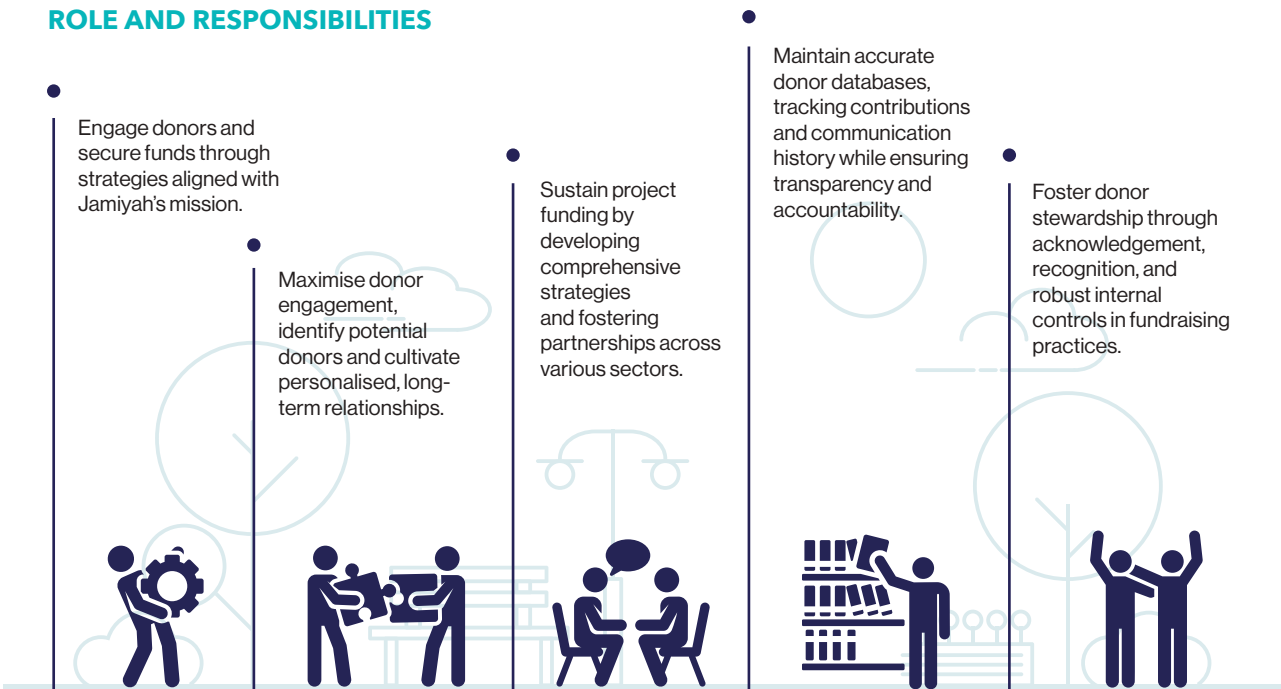 ROLE AND RESPONSIBILITIES
Engage donors and
secure funds through
strategies aligned with
Jamiyah’s mission.
Maximise donor
engagement,
identify potential
donors and cultivate
personalised, long-
term relationships.
Sustain project
funding by
developing
comprehensive
strategies
and fostering
partnerships across
various sectors.
Maintain accurate
donor databases,
tracking contributions
and communication
history while ensuring
transparency and
accountability.
Foster donor
stewardship through
acknowledgement,
recognition, and
robust internal
controls in fundraising
practices.